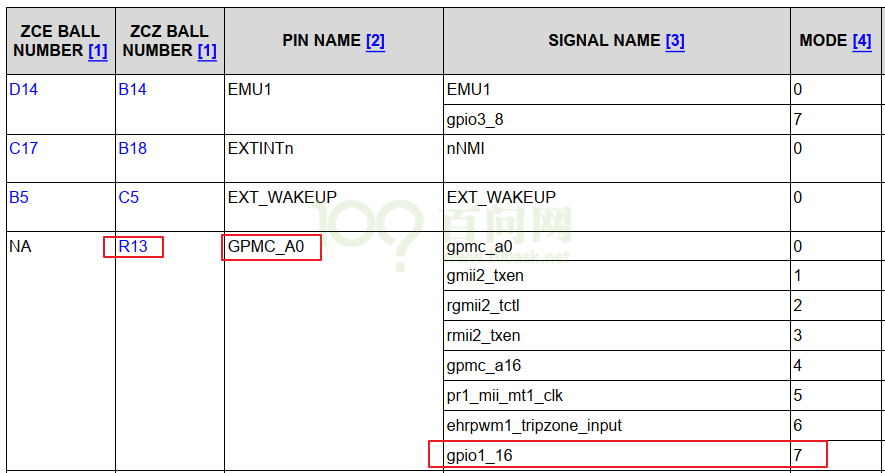 ZCE BALL NUMBER [1] ZCZ BALL NUMBER [1] PIN NAME [2] SIGNAL NAME [3] MODE [4]
D14 B14 EMU1 EMU1 0
gpio3_8 7
C17 B18 EXTINTn nNMI 0
B5 C5 EXT_WAKEUP EXT_WAKEUP 0
100? 百问网
www.100ask.net
NA R13 GPMC_A0 gpmc_a0 0
gmii2_txen 1
rgmii2_tctl 2
rmii2_txen 3
gpmc_a16 4
pr1_mii_mt1_clk 5
ehrpwm1_tripzone_input 6
gpio1_16 7